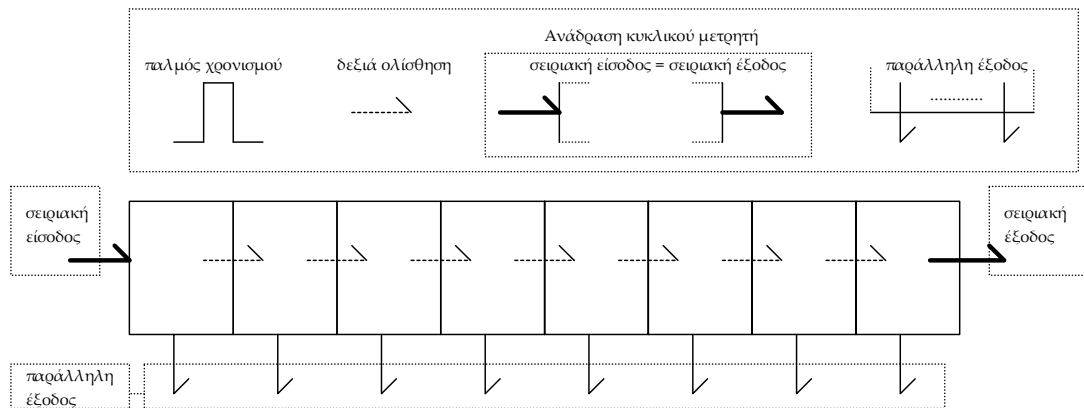 Ανάδραση κυκλικού μετρητή
παλμός χρονισμού
δεξιά ολίσθηση
σειριακή είσοδος = σειριακή έξοδος
παράλληλη έξοδος
σειριακή
είσοδος
σειριακή
έξοδος
παράλληλη
έξοδος